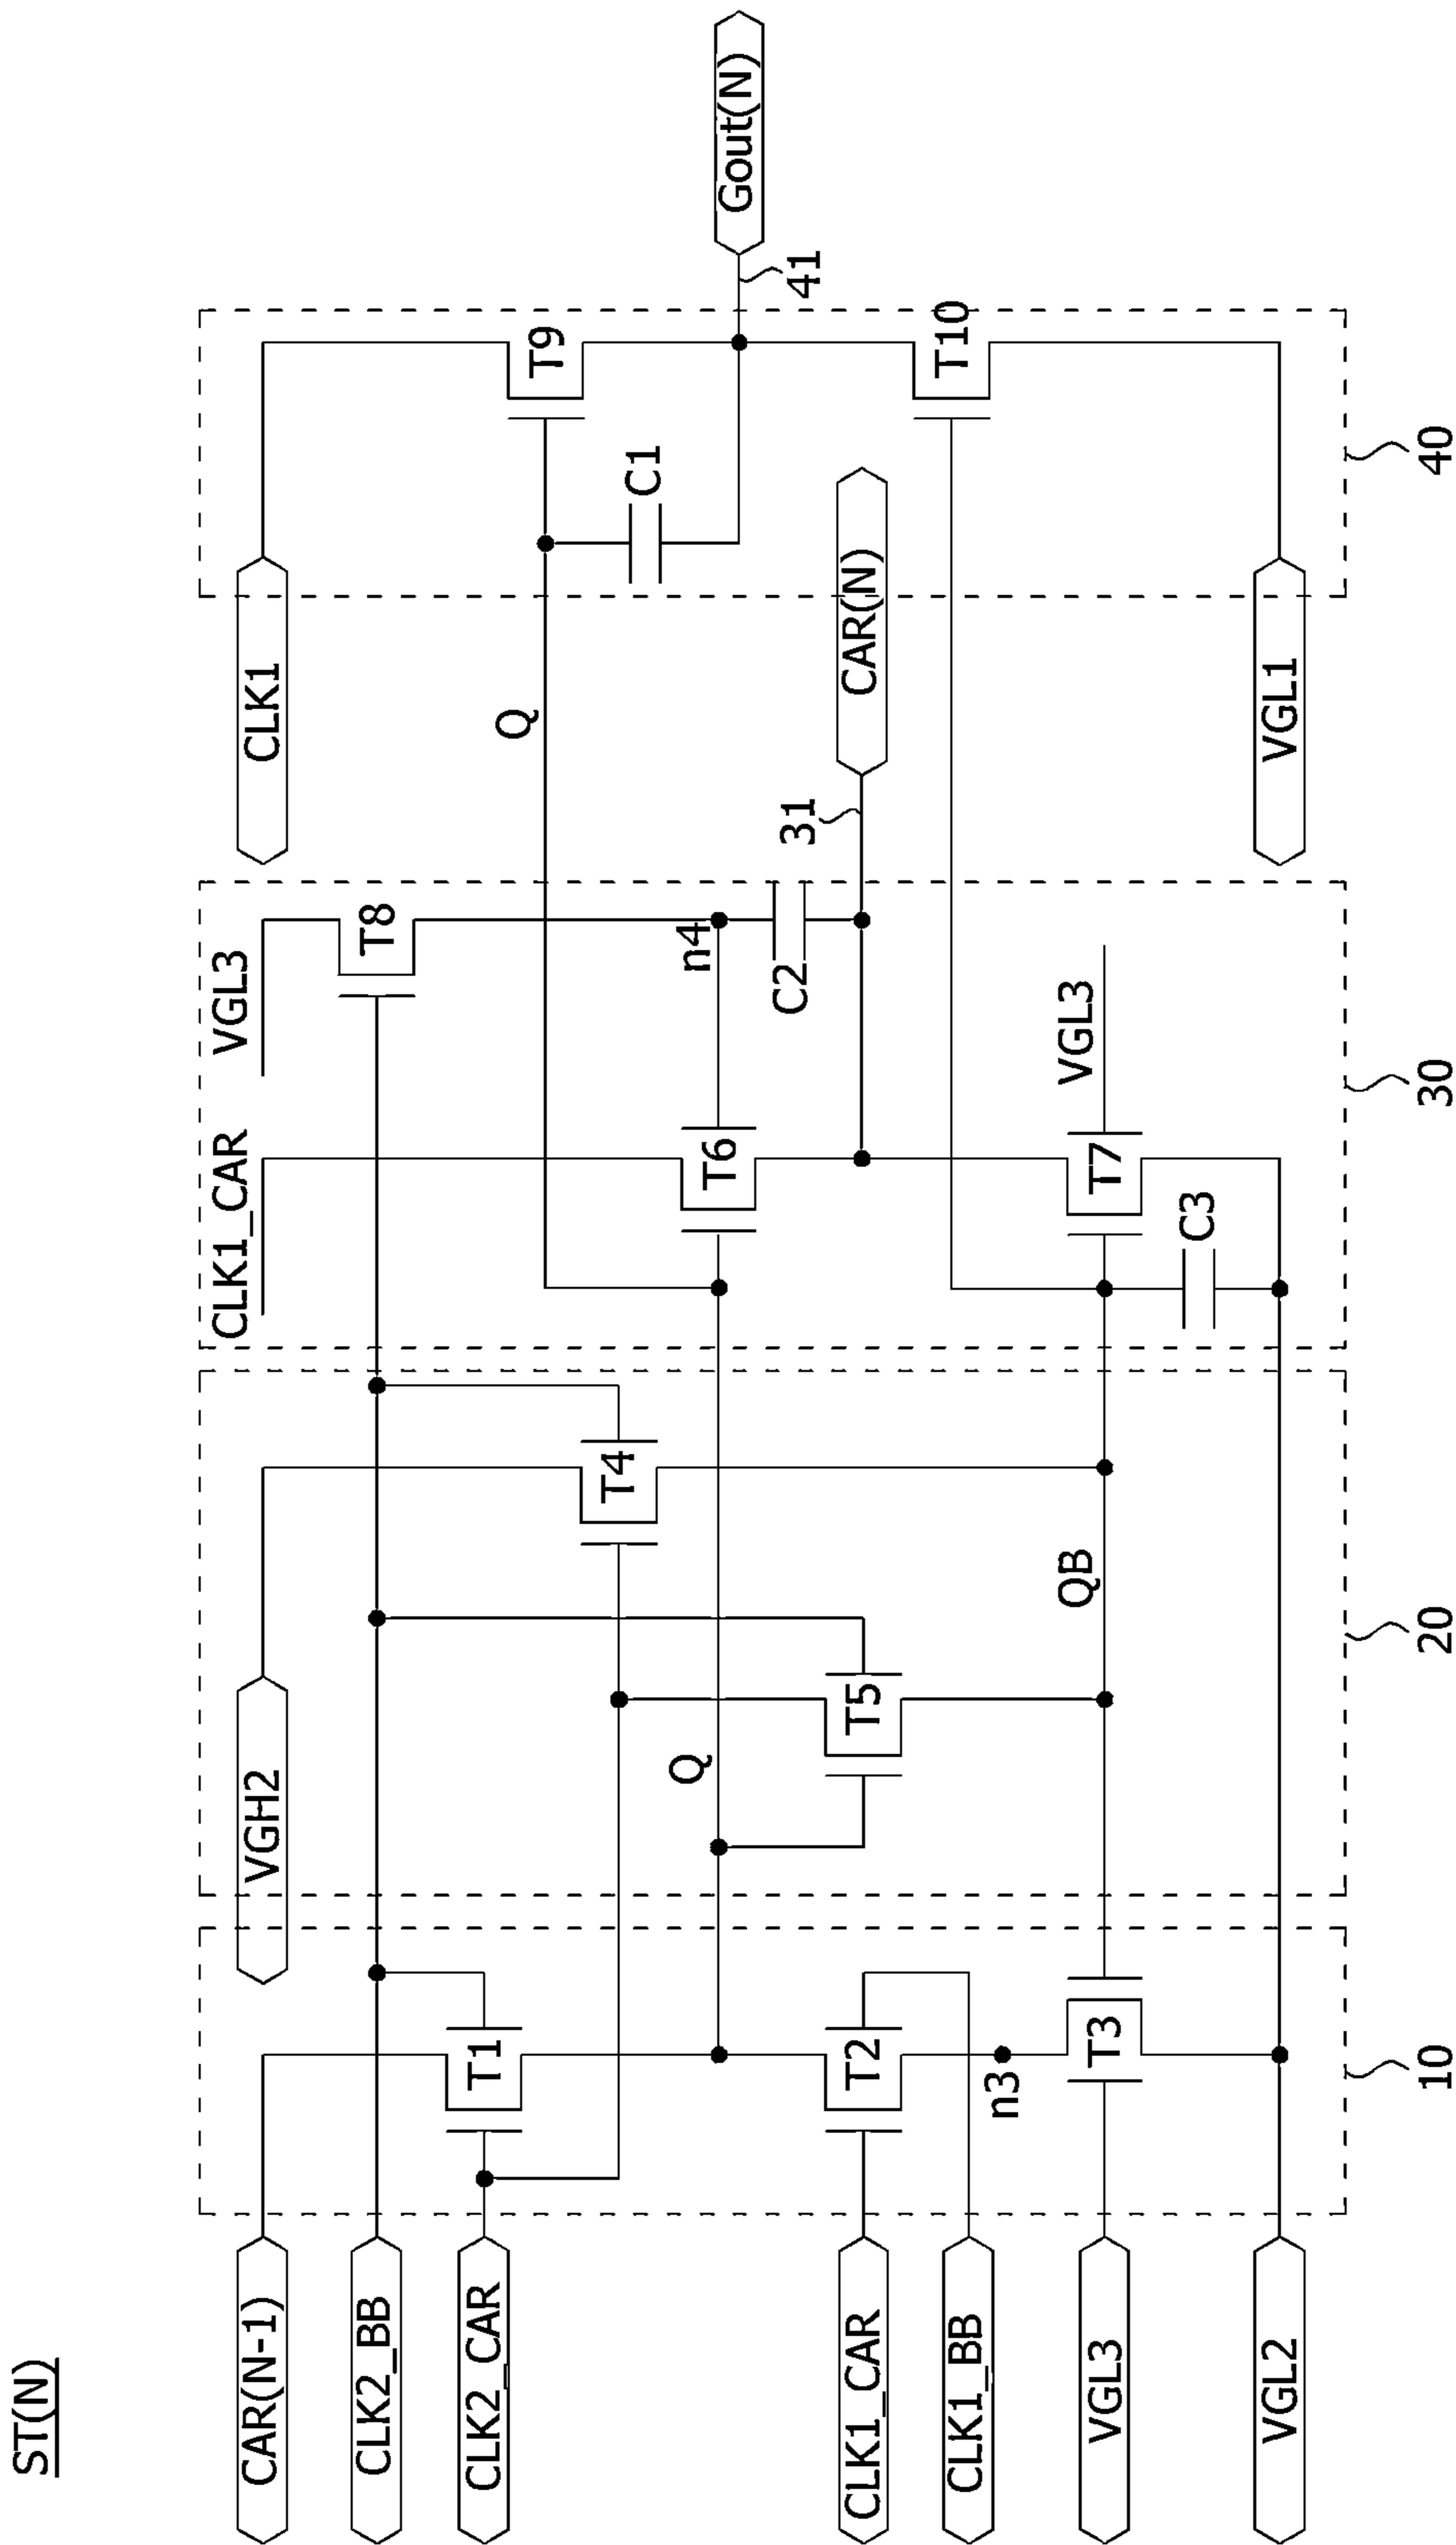 ST(N)
CAR(N-1)
CLK2_BB
CLK2_CAR
CLK1_CAR
CLK1_BB
VGL3
VGL2
VGH2
T1
Q
T2
n3
T3
10
T4
T5
QB
20
CLK1_CAR
VGL3
T8
n4
T6
C2
31
VGL3
T7
C3
30
CLK1
Q
CAR(N)
VGL1
T9
C1
T10
40
41
Gout(N)